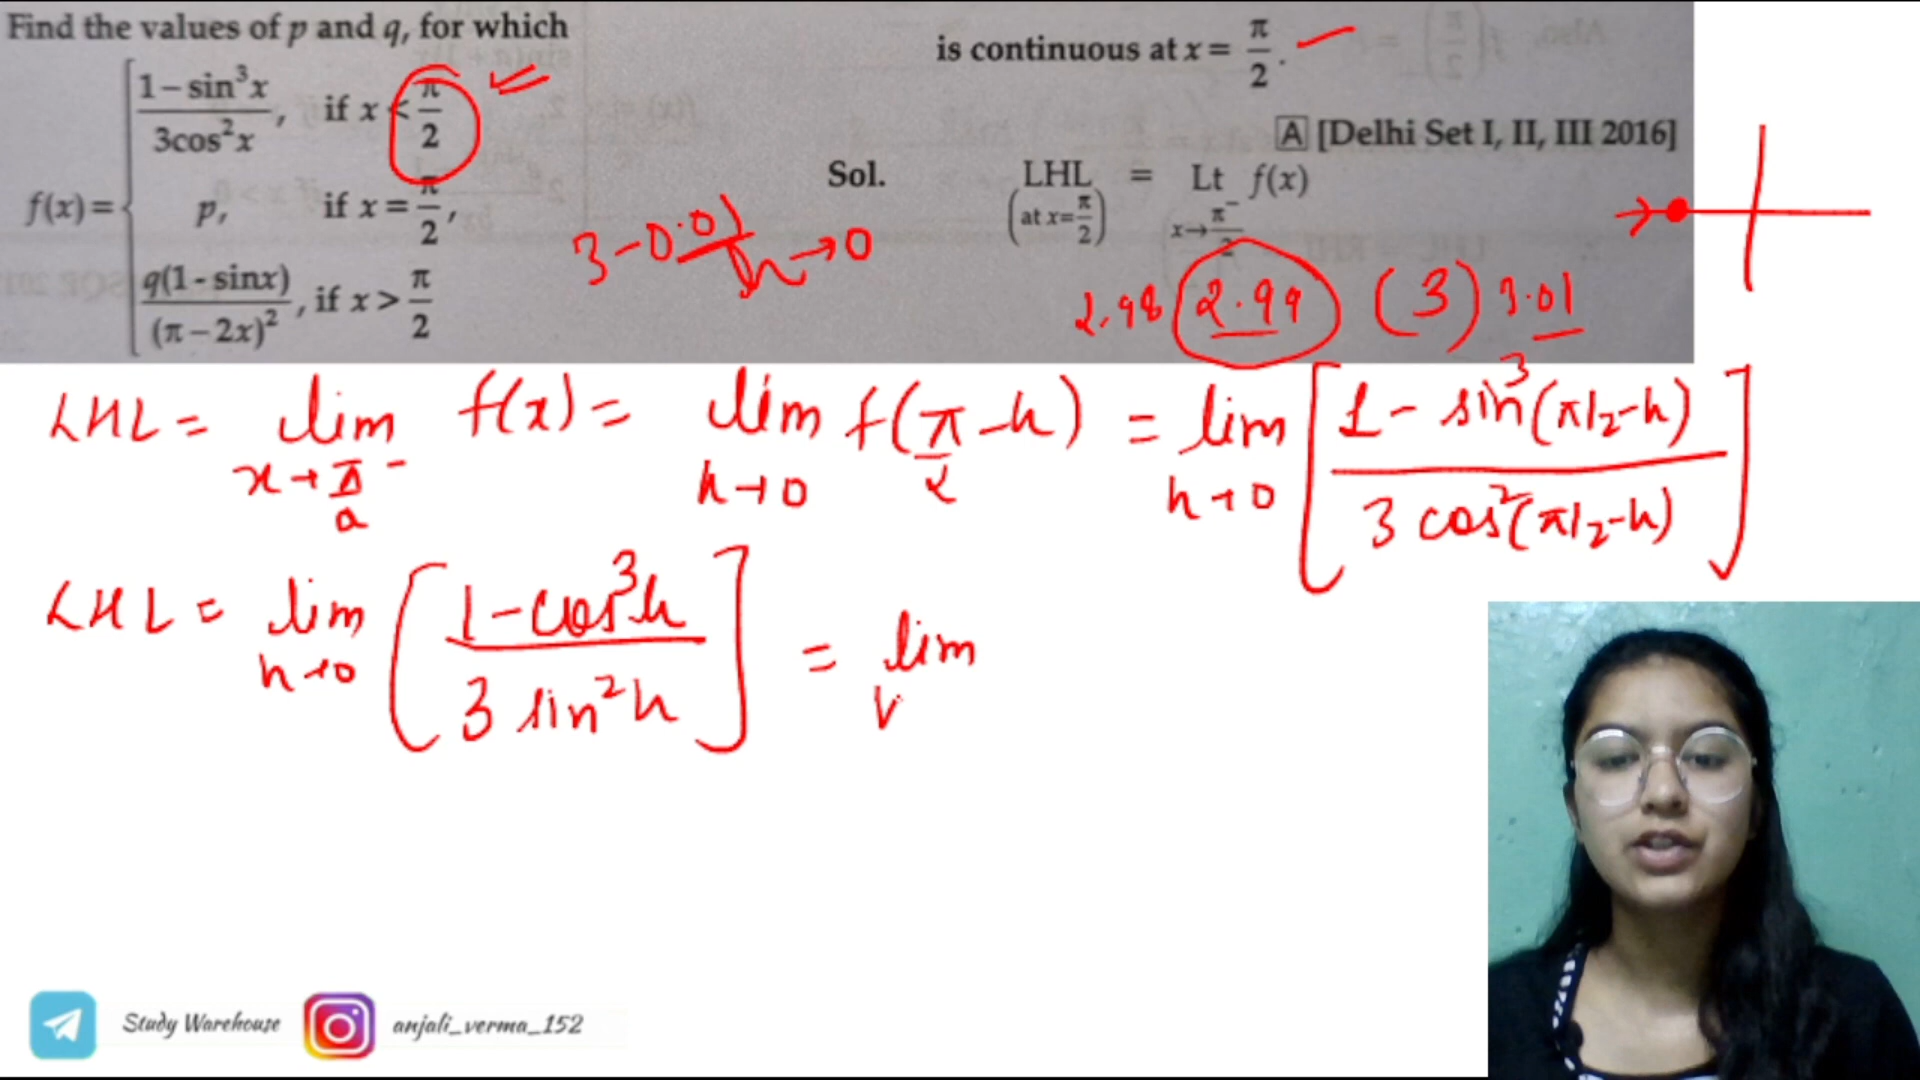 Find the values of p and q, for which
f(x) = { (1 – sin³x)/(3cos²x), if x < π/2
p, if x = π/2,
q(1 - sinx)/(π – 2x)², if x > π/2
is continuous at x = π/2.
A [Delhi Set I, II, III 2016]
Sol. LHL (at x = π/2) = Lt x→π/2⁻ f(x)
3 - 0.01
h → 0
2.98 2.99 (3) 3.01
LHL = lim x→π/2⁻ f(x) = lim h→0 f(π/2 - h) = lim h→0 [1 - sin³(π/2-h) / 3 cos²(π/2-h)]
LHL = lim h→0 [1 - cos³h / 3 sin²h] = lim
Study Warehouse
anjali_verma_152